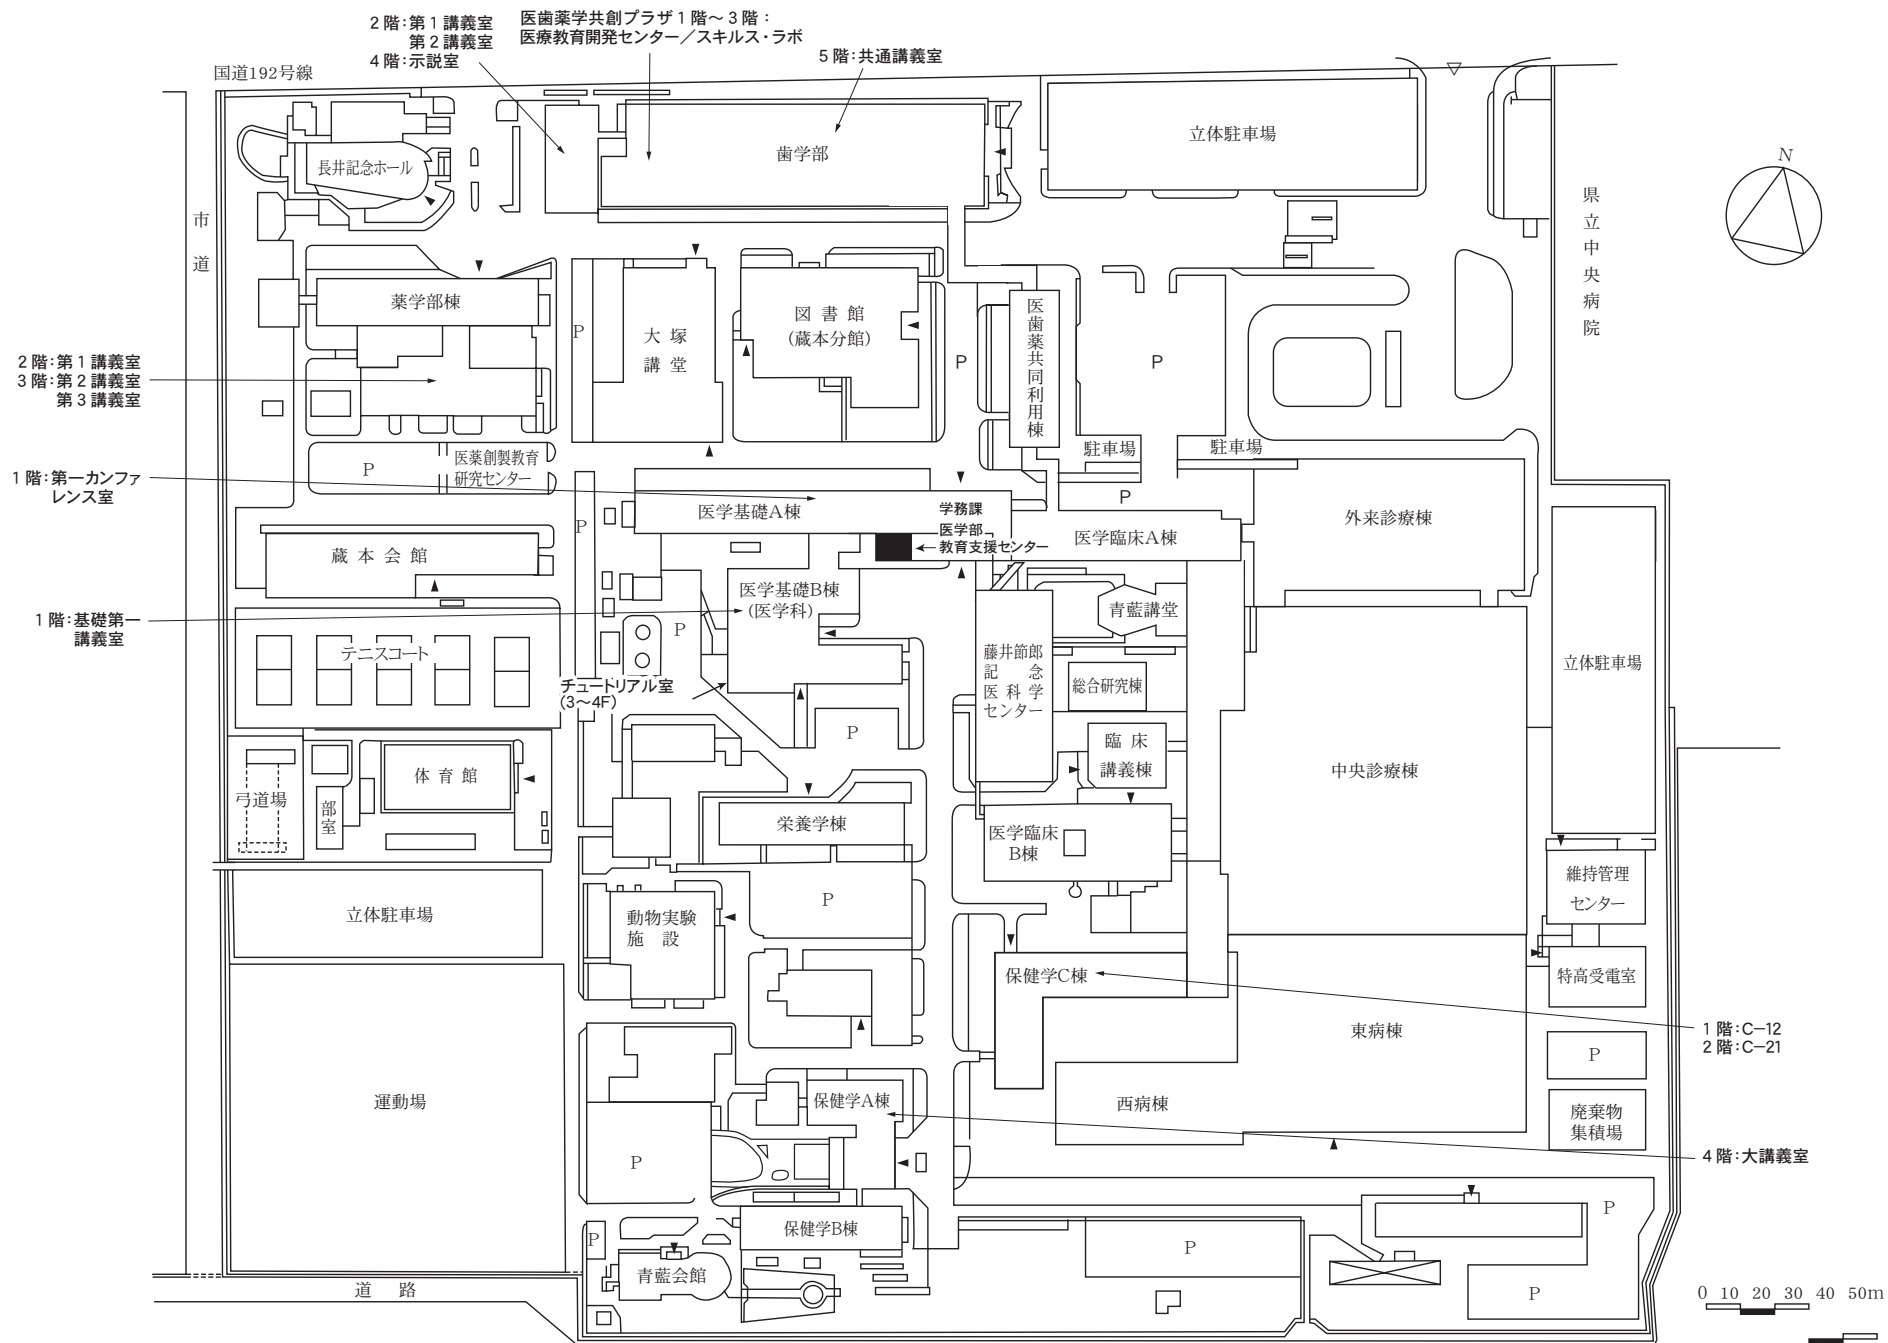 2階：第1講義室
第2講義室
4階：示説室
医歯薬学共創プラザ1階～3階：
医療教育開発センター／スキルス・ラボ
5階：共通講義室
国道192号線
長井記念ホール
歯学部
立体駐車場
N
市道
県立中央病院
薬学部棟
P
大塚
講堂
図書館
(蔵本分館)
P
医歯薬共同利用棟
P
2階：第1講義室
3階：第2講義室
第3講義室
駐車場
駐車場
P
医薬創製教育
研究センター
1階：第一カンファ
レンス室
P
P
医学基礎A棟
学務課
医学部
教育支援センター
医学臨床A棟
外来診療棟
蔵本会館
医学基礎B棟
(医学科)
青藍講堂
1階：基礎第一
講義室
P
テニスコート
藤井節郎
記念
医科学
センター
総合研究棟
立体駐車場
チュートリアル室
(3～4F)
P
臨床
講義棟
中央診療棟
体育館
弓道場
部室
栄養学棟
医学臨床
B棟
維持管理
センター
立体駐車場
P
動物実験
施設
保健学C棟
特高受電室
1階：C-12
2階：C-21
東病棟
P
運動場
保健学A棟
西病棟
廃棄物
集積場
4階：大講義室
P
P
保健学B棟
P
P
青藍会館
道路
P
0 10 20 30 40 50m